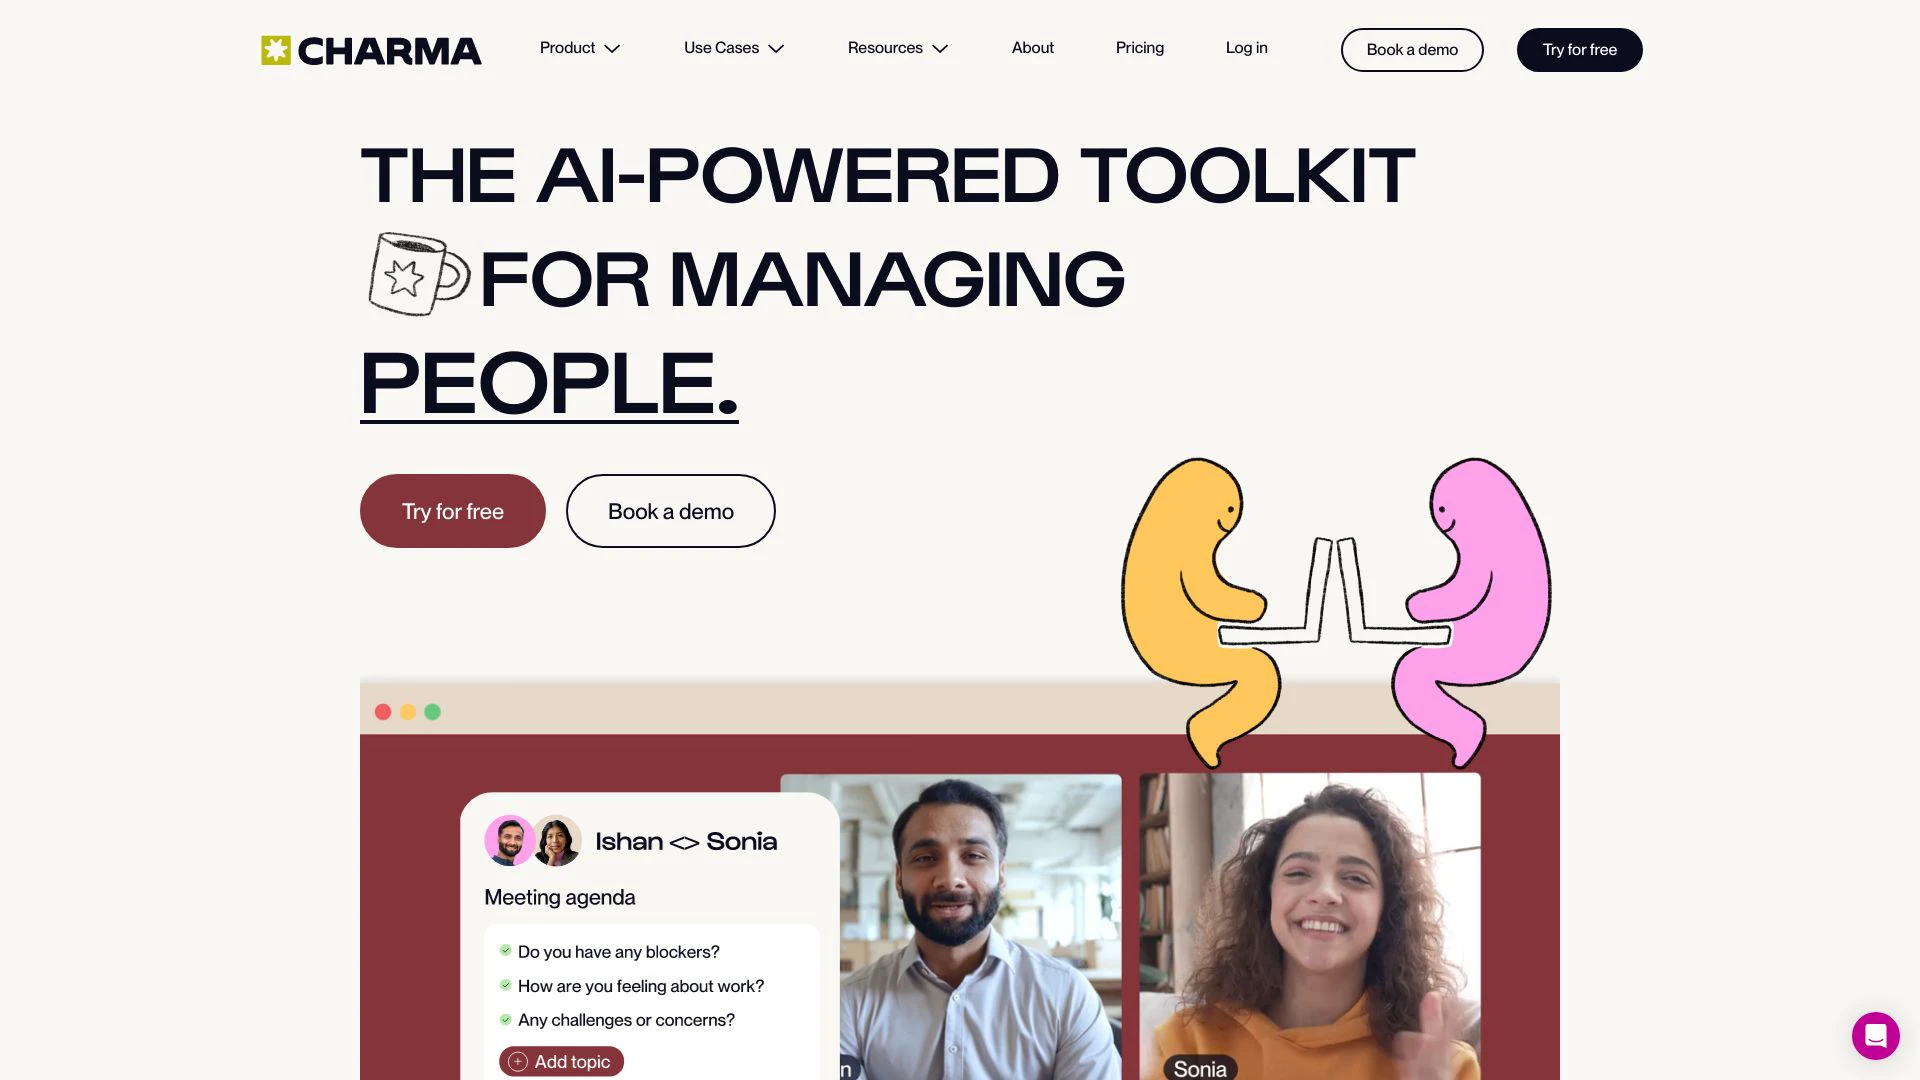 CHARMA
Product
Use Cases
Resources
About
Pricing
Log in
Book a demo
Try for free
THE AI-POWERED TOOLKIT
FOR MANAGING
PEOPLE.
Try for free
Book a demo
Ishan <> Sonia
Meeting agenda
Do you have any blockers?
How are you feeling about work?
Any challenges or concerns?
Add topic
n
Sonia